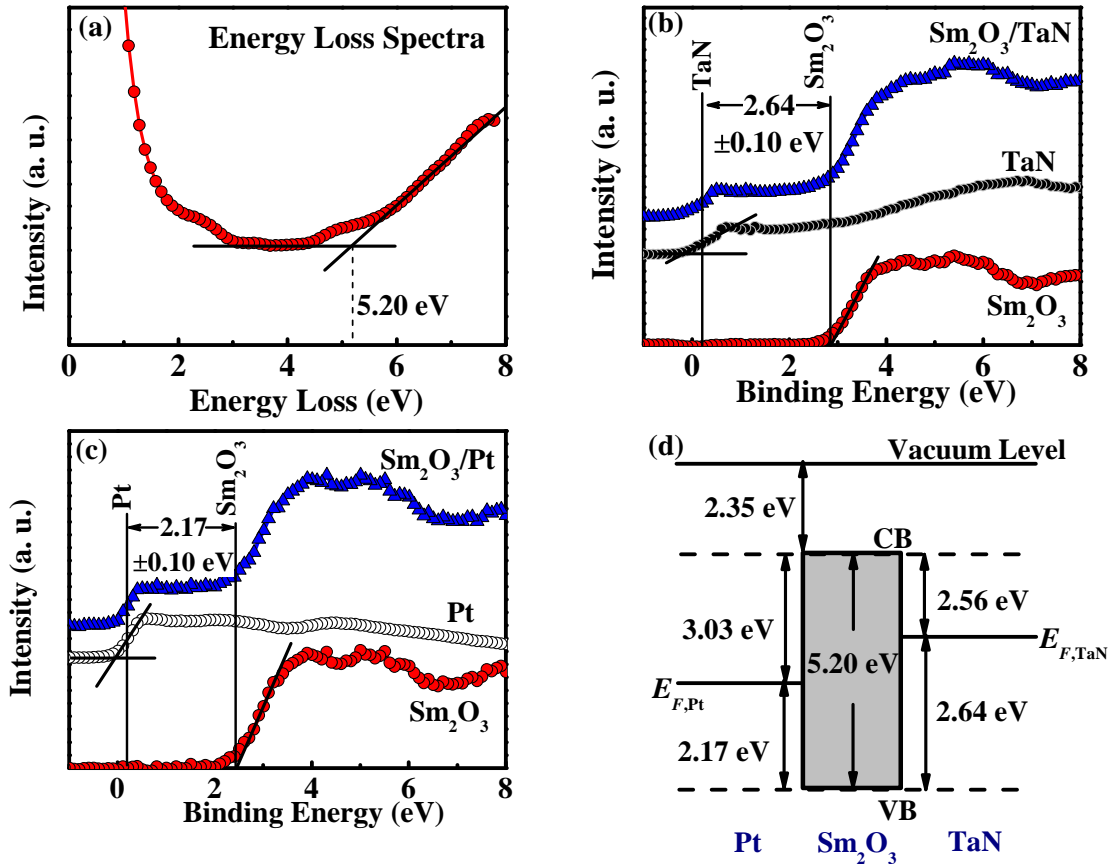 (a)
Energy Loss Spectra
5.20 eV
Intensity (a. u.)
0 2 4 6 8
Energy Loss (eV)
(b)
Sm₂O₃/TaN
TaN
Sm₂O₃
2.64
±0.10 eV
TaN
Sm₂O₃
Intensity (a. u.)
0 2 4 6 8
Binding Energy (eV)
(c)
Sm₂O₃/Pt
Pt
Sm₂O₃
2.17
±0.10 eV
Pt
Sm₂O₃
Intensity (a. u.)
0 2 4 6 8
Binding Energy (eV)
(d)
Vacuum Level
2.35 eV
CB
2.56 eV
3.03 eV
E_F,TaN
5.20 eV
E_F,Pt
2.64 eV
2.17 eV
VB
Pt Sm₂O₃ TaN